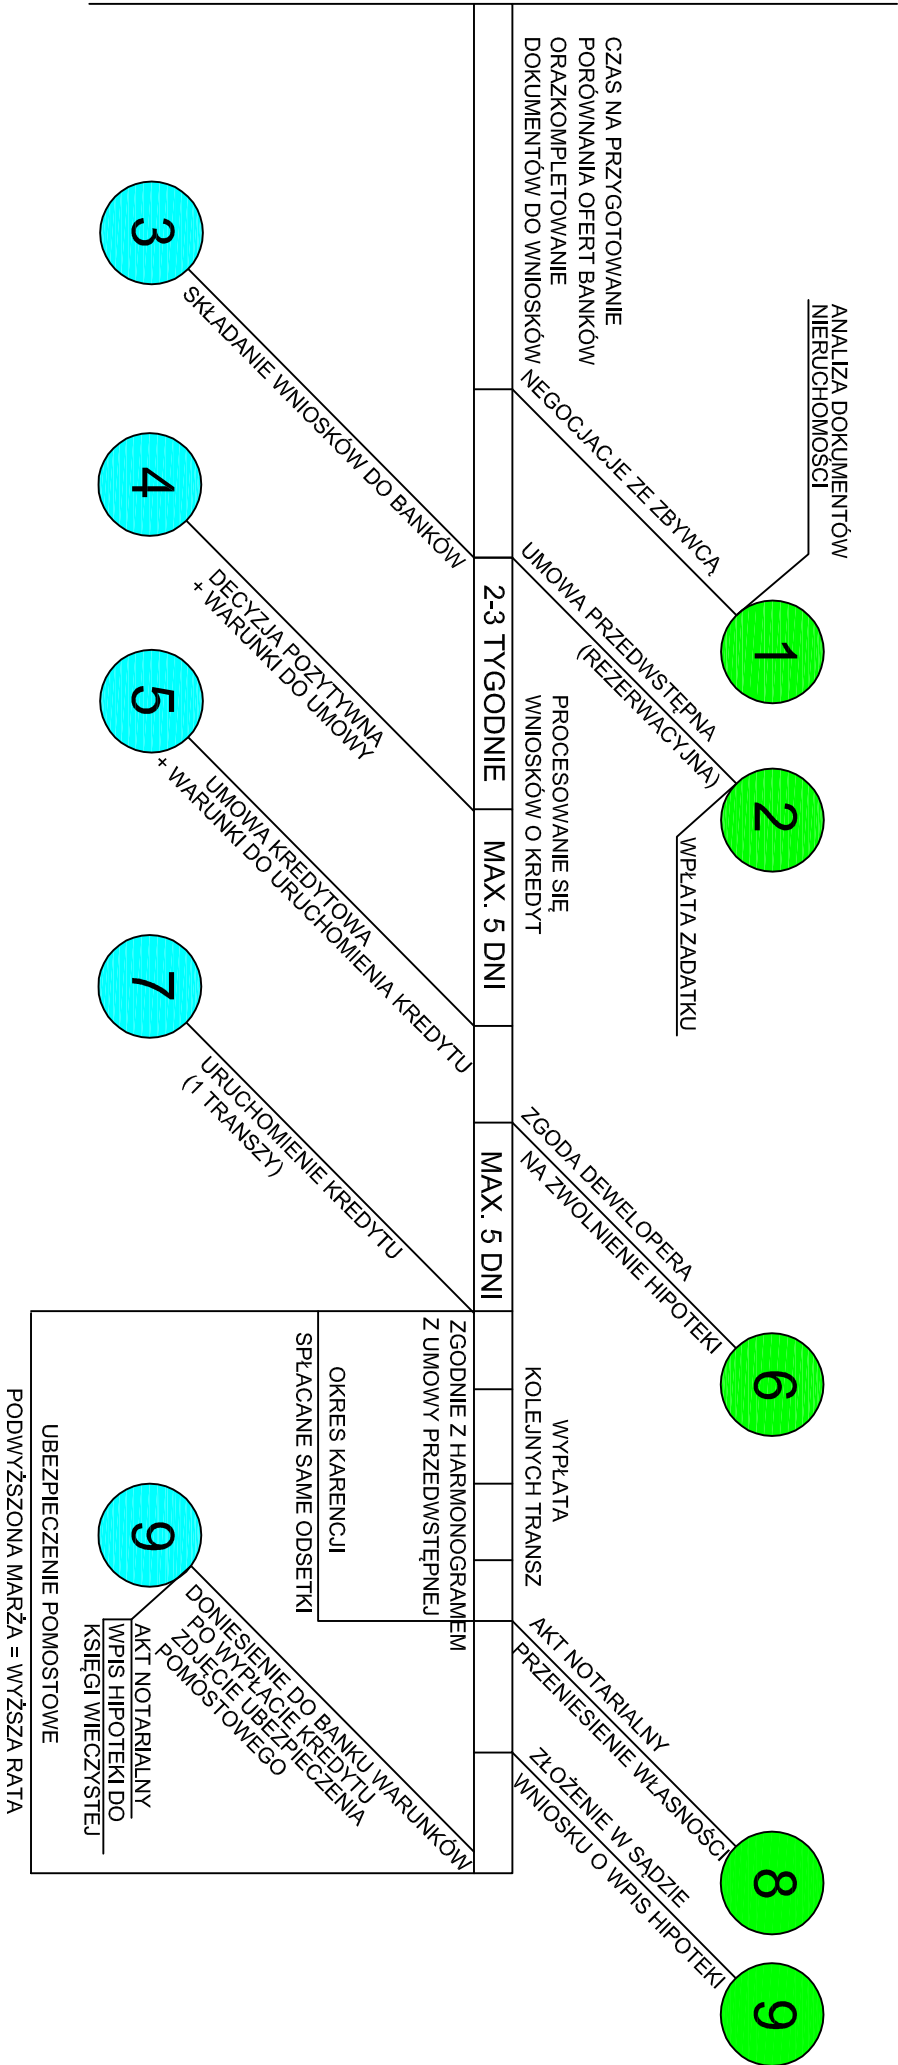 ANALIZA DOKUMENTÓW
NIERUCHOMOŚCI
1
NEGOCJACJE ZE ZBYWCĄ
CZAS NA PRZYGOTOWANIE
PORÓWNANIA OFERT BANKÓW
ORAZKOMPLETOWANIE
DOKUMENTÓW DO WNIOSKÓW
2
UMOWA PRZEDWSTĘPNA
(REZERWACYJNA)
WPŁATA ZADATKU
3
SKŁADANIE WNIOSKÓW DO BANKÓW
2-3 TYGODNIE
PROCESOWANIE SIĘ
WNIOSKÓW O KREDYT
4
DECYZJA POZYTYWNA
+ WARUNKI DO UMOWY
MAX. 5 DNI
5
UMOWA KREDYTOWA
+ WARUNKI DO URUCHOMIENIA KREDYTU
6
ZGODA DEWELOPERA
NA ZWOLNIENIE HIPOTEKI
MAX. 5 DNI
7
URUCHOMIENIE KREDYTU
(1 TRANSZY)
WYPŁATA
KOLEJNYCH TRANSZ
ZGODNIE Z HARMONOGRAMEM
Z UMOWY PRZEDWSTĘPNEJ
OKRES KARENCJI
SPŁACANE SAME ODSETKI
8
AKT NOTARIALNY
PRZENIESIENIE WŁASNOŚCI
9
ZŁOŻENIE W SĄDZIE
WNIOSKU O WPIS HIPOTEKI
9
DONIESIENIE DO BANKU WARUNKÓW
PO WYPŁACIE KREDYTU
ZDJĘCIE UBEZPIECZENIA
POMOSTOWEGO
AKT NOTARIALNY
WPIS HIPOTEKI DO
KSIĘGI WIECZYSTEJ
UBEZPIECZENIE POMOSTOWE
PODWYŻSZONA MARŻA = WYŻSZA RATA